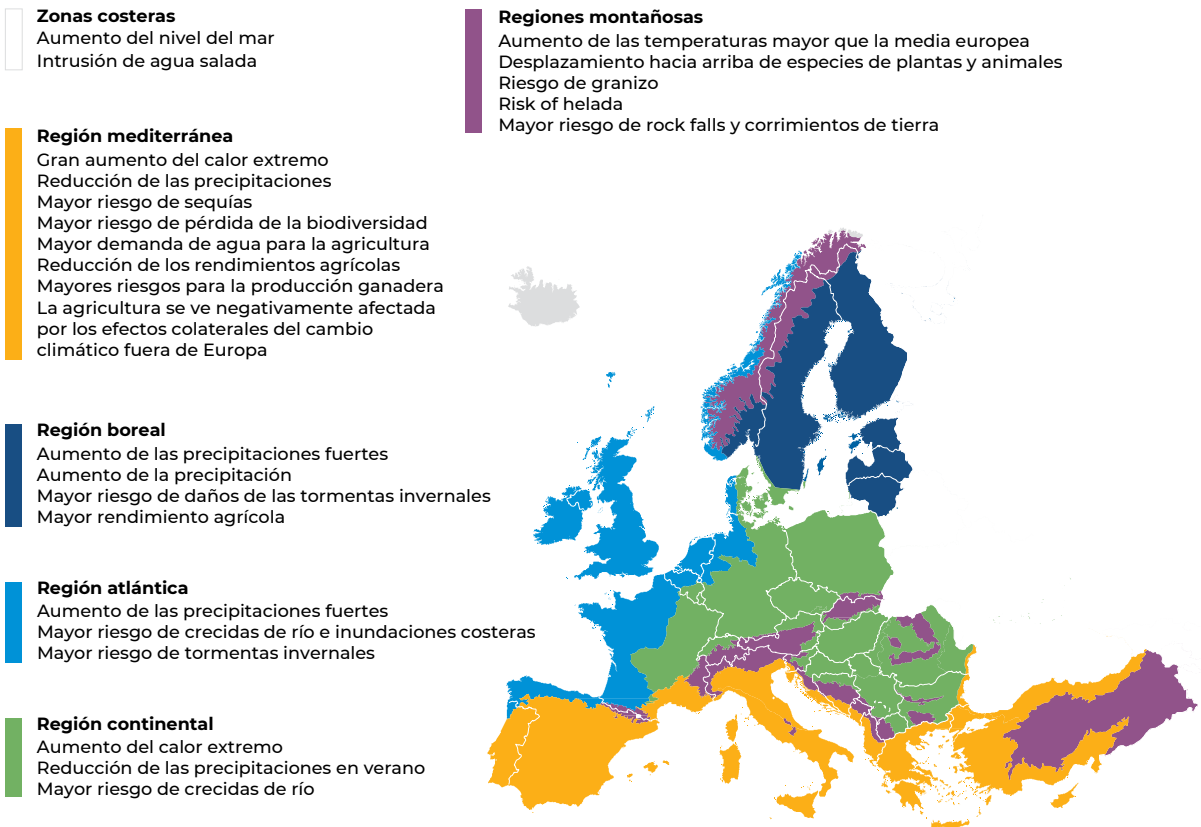 Zonas costeras
Aumento del nivel del mar
Intrusión de agua salada
Regiones montañosas
Aumento de las temperaturas mayor que la media europea
Desplazamiento hacia arriba de especies de plantas y animales
Riesgo de granizo
Risk of helada
Mayor riesgo de rock falls y corrimientos de tierra
Región mediterránea
Gran aumento del calor extremo
Reducción de las precipitaciones
Mayor riesgo de sequías
Mayor riesgo de pérdida de la biodiversidad
Mayor demanda de agua para la agricultura
Reducción de los rendimientos agrícolas
Mayores riesgos para la producción ganadera
La agricultura se ve negativamente afectada
por los efectos colaterales del cambio
climático fuera de Europa
Región boreal
Aumento de las precipitaciones fuertes
Aumento de la precipitación
Mayor riesgo de daños de las tormentas invernales
Mayor rendimiento agrícola
Región atlántica
Aumento de las precipitaciones fuertes
Mayor riesgo de crecidas de río e inundaciones costeras
Mayor riesgo de tormentas invernales
Región continental
Aumento del calor extremo
Reducción de las precipitaciones en verano
Mayor riesgo de crecidas de río